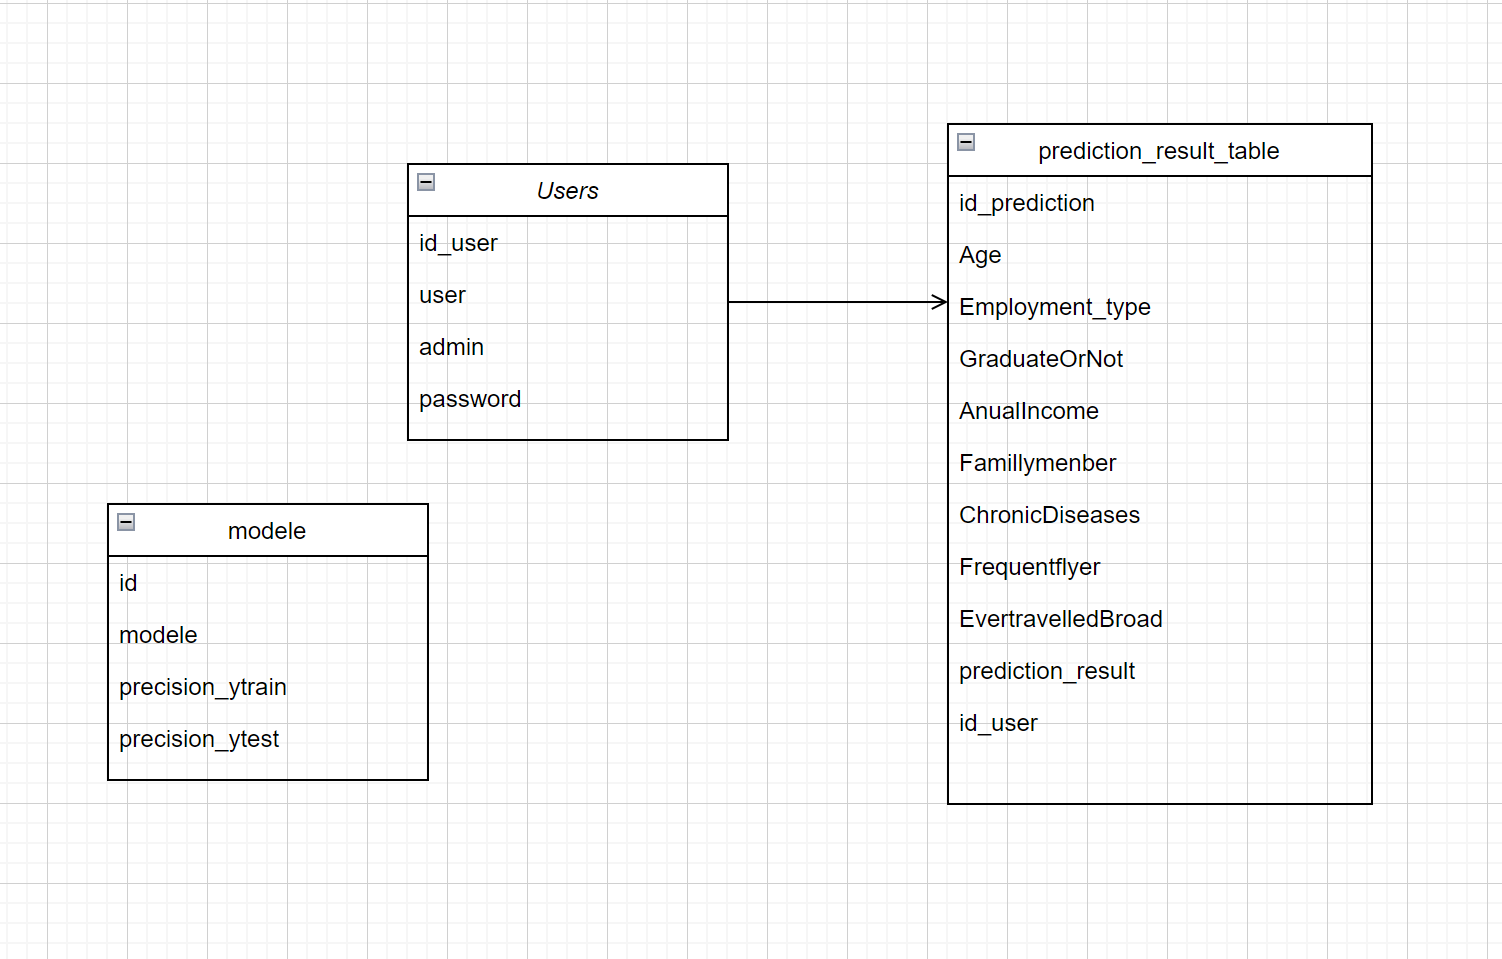 Users
id_user
user
admin
password
prediction_result_table
id_prediction
Age
Employment_type
GraduateOrNot
AnualIncome
Famillymenber
ChronicDiseases
Frequentflyer
EvertravelledBroad
prediction_result
id_user
modele
id
modele
precision_ytrain
precision_ytest